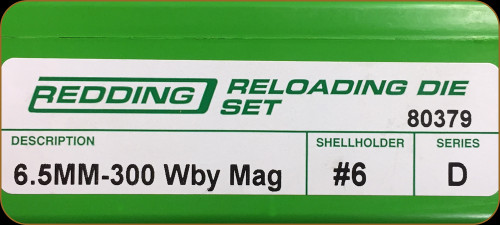 REDDING RELOADING DIE SET
80379
DESCRIPTION SHELLHOLDER SERIES
6.5MM-300 Wby Mag #6 D